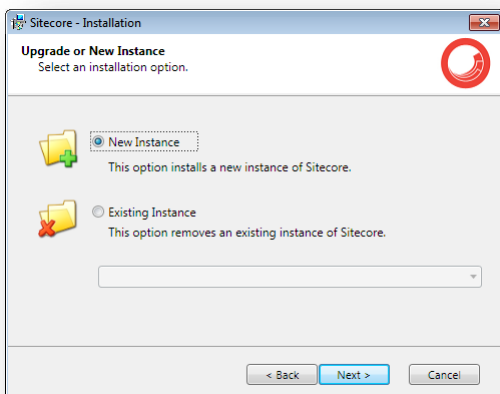 Sitecore - Installation
Upgrade or New Instance
Select an installation option.
New Instance
This option installs a new instance of Sitecore.
Existing Instance
This option removes an existing instance of Sitecore.
< Back Next > Cancel